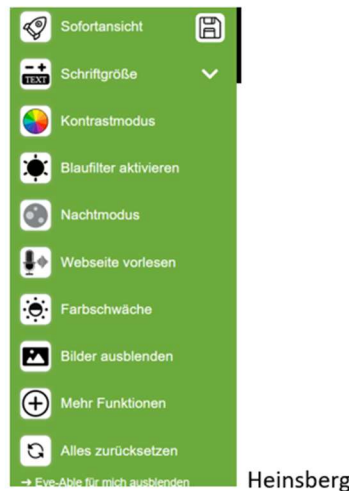 Sofortansicht
- +
TEXT
Schriftgröße
Kontrastmodus
Blaufilter aktivieren
Nachtmodus
Webseite vorlesen
Farbschwäche
Bilder ausblenden
Mehr Funktionen
Alles zurücksetzen
→ Eye-Able für mich ausblenden
Heinsberg